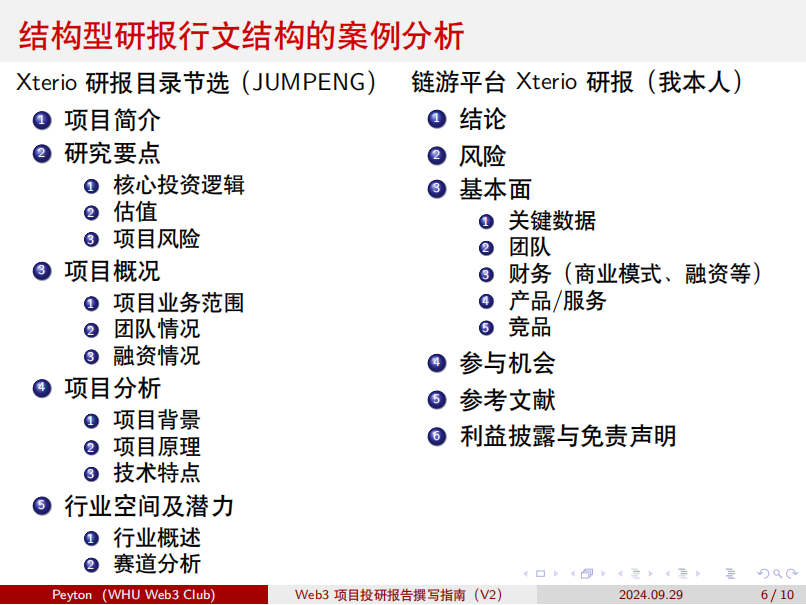 结构型研报行文结构的案例分析
Xterio 研报目录节选（JUMPENG）
1 项目简介
2 研究要点
1 核心投资逻辑
2 估值
3 项目风险
3 项目概况
1 项目业务范围
2 团队情况
3 融资情况
4 项目分析
1 项目背景
2 项目原理
3 技术特点
5 行业空间及潜力
1 行业概述
2 赛道分析
链游平台 Xterio 研报（我本人）
1 结论
2 风险
3 基本面
1 关键数据
2 团队
3 财务（商业模式、融资等）
4 产品/服务
5 竞品
4 参与机会
5 参考文献
6 利益披露与免责声明
Peyton （WHU Web3 Club）
Web3 项目投研报告撰写指南（V2）
2024.09.29
6 / 10